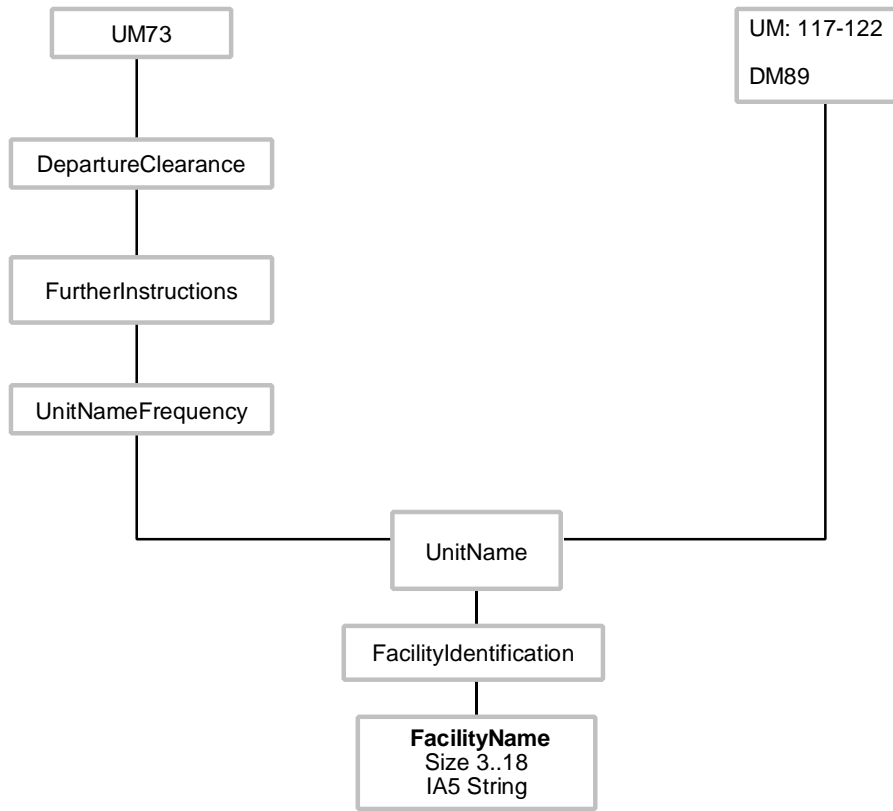 UM73
UM: 117-122
DM89
DepartureClearance
FurtherInstructions
UnitNameFrequency
UnitName
FacilityIdentification
FacilityName
Size 3..18
IA5 String